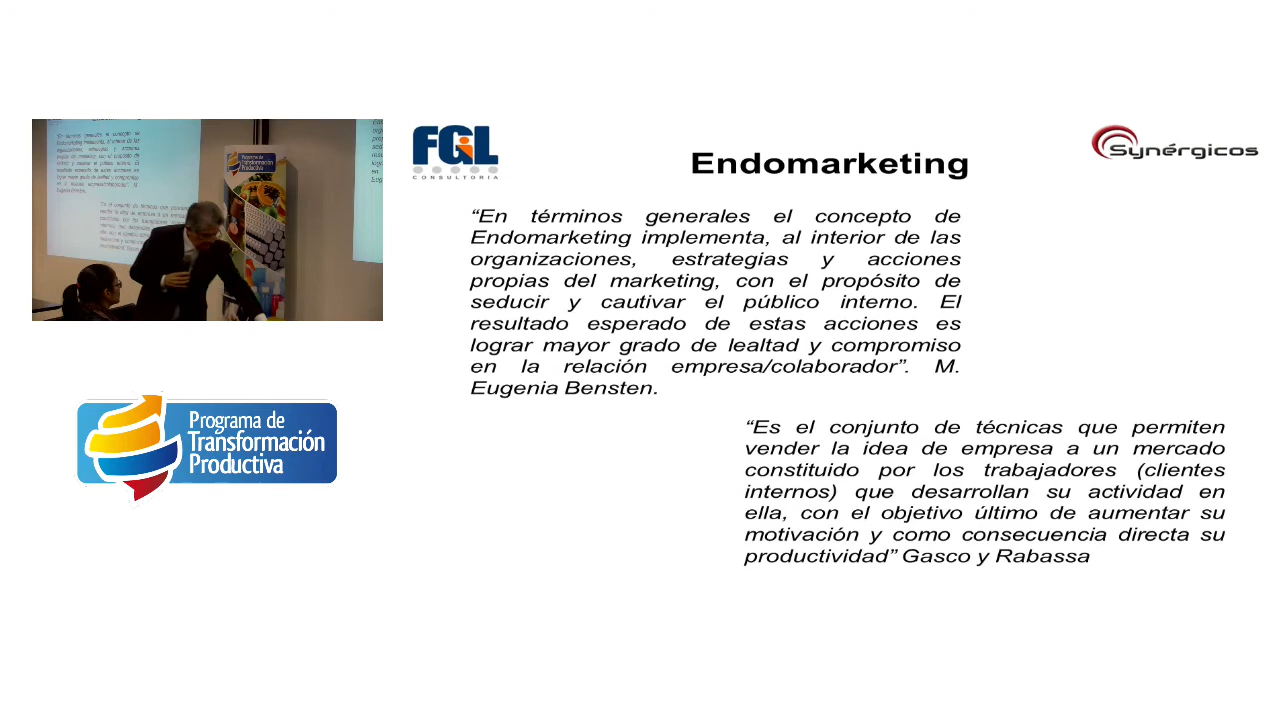 FGL
CONSULTORIA
Endomarketing
Synérgicos
“En términos generales el concepto de
Endomarketing implementa, al interior de las
organizaciones, estrategias y acciones
propias del marketing, con el propósito de
seducir y cautivar el público interno. El
resultado esperado de estas acciones es
lograr mayor grado de lealtad y compromiso
en la relación empresa/colaborador”. M.
Eugenia Bensten.
“Es el conjunto de técnicas que permiten
vender la idea de empresa a un mercado
constituido por los trabajadores (clientes
internos) que desarrollan su actividad en
ella, con el objetivo último de aumentar su
motivación y como consecuencia directa su
productividad” Gasco y Rabassa
Programa de
Transformación
Productiva
Programa de
Transformación
Productiva